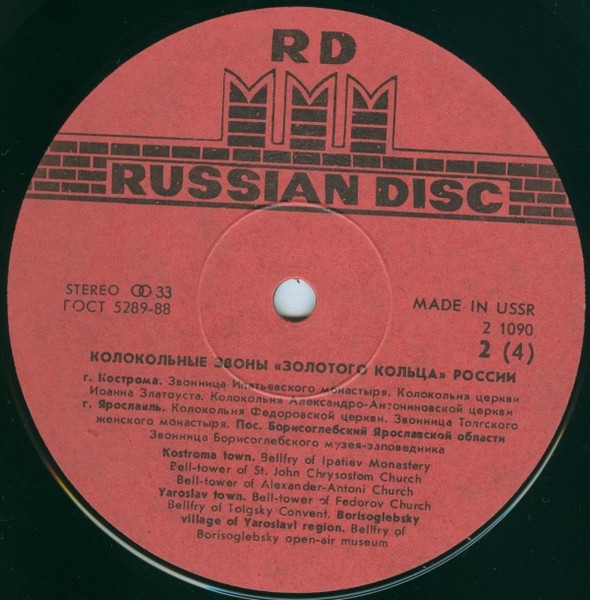 RD
RUSSIAN DISC
STEREO 33
ГОСТ 5289-88
MADE IN USSR
2 1090
2 (4)
КОЛОКОЛЬНЫЕ ЗВОНЫ «ЗОЛОТОГО КОЛЬЦА» РОССИИ
г. Кострома. Звонница Ипатьевского монастыря. Колокольня церкви
Иоанна Златоуста. Колокольня Александро-Антониновской церкви
г. Ярославль. Колокольня Федоровской церкви. Звонница Толгского
женского монастыря. Пос. Борисоглебский Ярославской области
Звонница Борисоглебского музея-заповедника
Kostroma town. Bellfry of Ipatiev Monastery
Bell-tower of St. John Chrysostom Church
Bell-tower of Alexander-Antoni Church
Yaroslav town. Bell-tower of Fedorov Church
Bellfry of Tolgsky Convent. Borisoglebsky
village of Yaroslavl region. Bellfry of
Borisoglebsky open-air museum